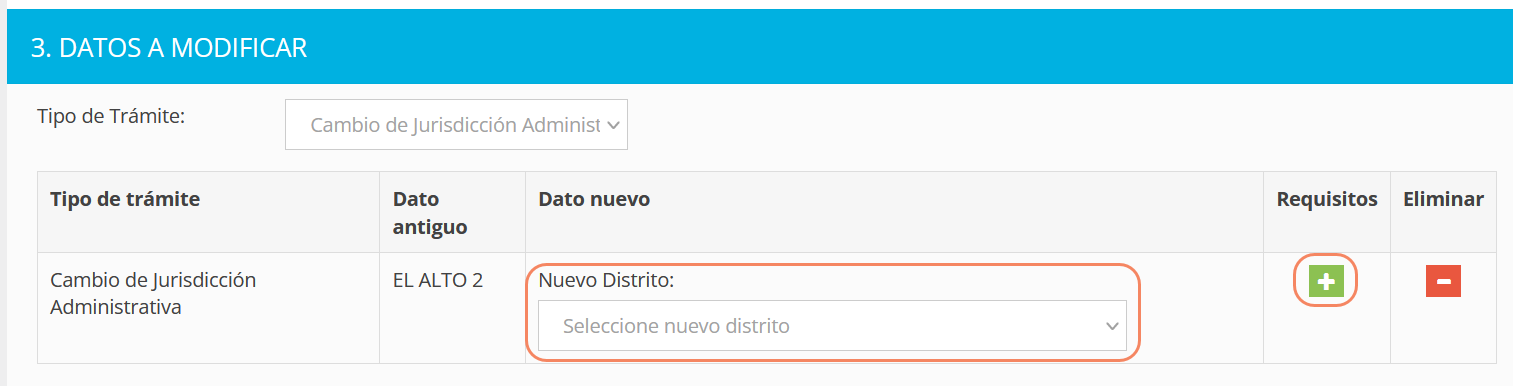 3. DATOS A MODIFICAR
Tipo de Trámite:
Cambio de Jurisdicción Administ
Tipo de trámite
Dato antiguo
Dato nuevo
Requisitos
Eliminar
Cambio de Jurisdicción
Administrativa
EL ALTO 2
Nuevo Distrito:
Seleccione nuevo distrito